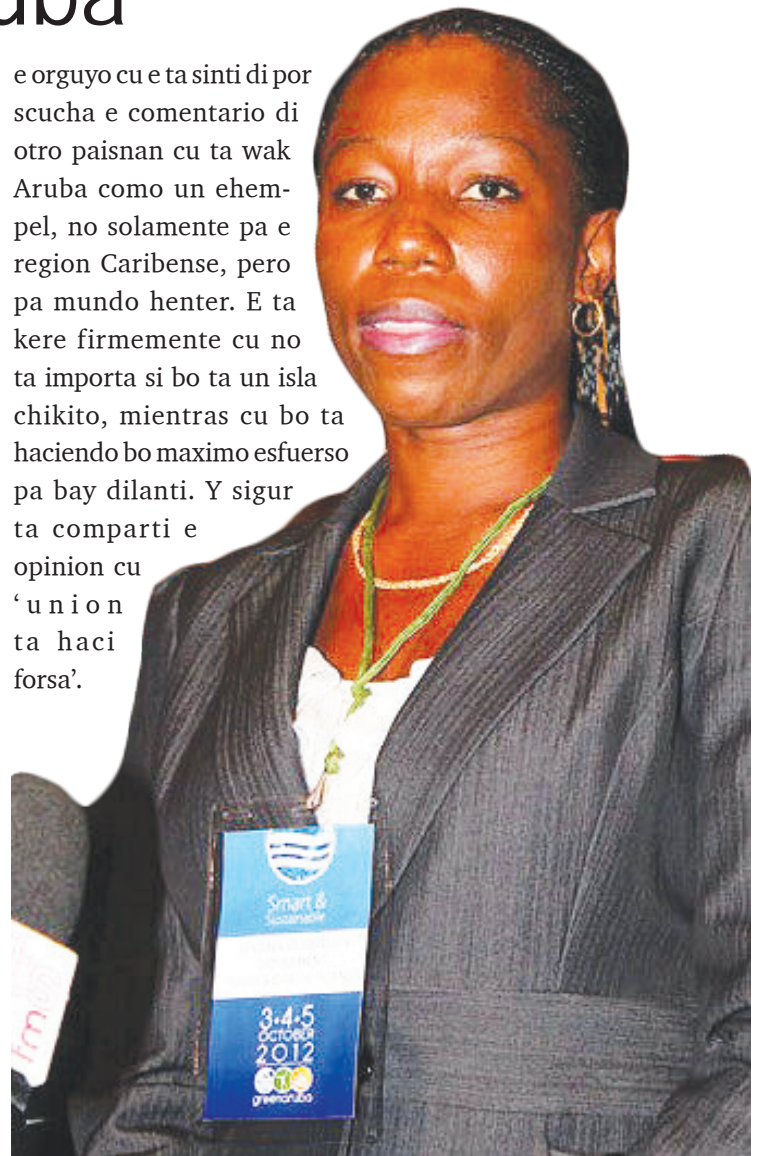 uba
e orguyo cu e ta sinti di por
scucha e comentario di
otro paisnan cu ta wak
Aruba como un ehem-
pel, no solamente pa e
region Caribense, pero
pa mundo henter. E ta
kere firmemente cu no
ta importa si bo ta un isla
chikito, mientras cu bo ta
haciendo bo maximo esfuerso
pa bay dilanti. Y sigur
ta comparti e
opinion cu
‘union
ta haci
forsa’.
Smart &
Sustainable
3·4·5
OCTOBER
2012
greenaruba
fm